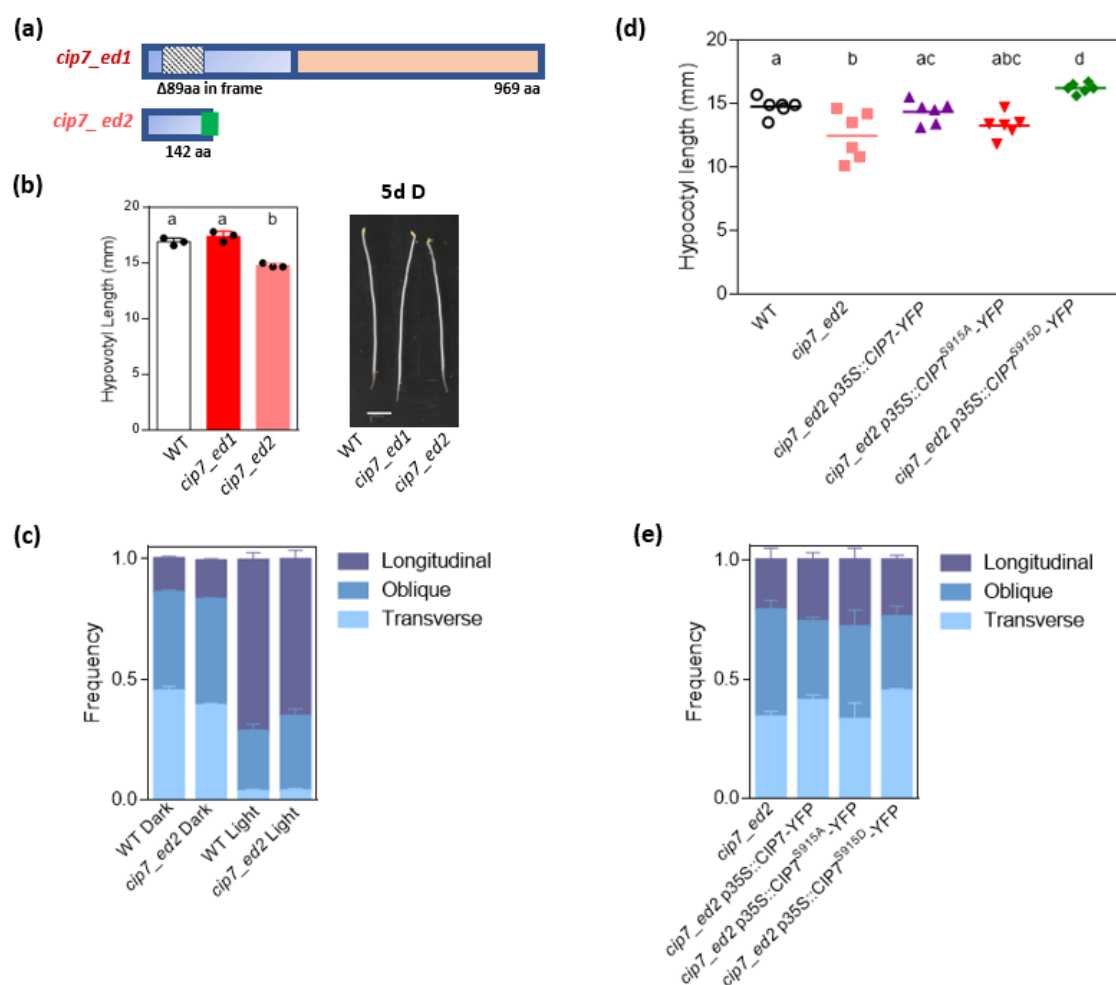 (a)
cip7_ed1
Δ89aa in frame
969 aa
cip7_ ed2
142 aa
(b)
Hypovotyl Length (mm)
20
15
10
5
0
a
a
b
WT
cip7_ed1
cip7_ed2
5d D
WT
cip7_ed1
cip7_ed2
(c)
Frequency
1.0
0.5
0.0
WT Dark
cip7_ed2 Dark
WT Light
cip7_ed2 Light
Longitudinal
Oblique
Transverse
(d)
Hypocotyl length (mm)
20
15
10
5
0
a
b
ac
abc
d
WT
cip7_ed2
cip7_ed2 p35S::CIP7-YFP
cip7_ed2 p35S::CIP7S915A-YFP
cip7_ed2 p35S::CIP7S915D-YFP
(e)
Frequency
1.0
0.5
0.0
cip7_ed2
cip7_ed2 p35S::CIP7-YFP
cip7_ed2 p35S::CIP7S915A-YFP
cip7_ed2 p35S::CIP7S915D-YFP
Longitudinal
Oblique
Transverse